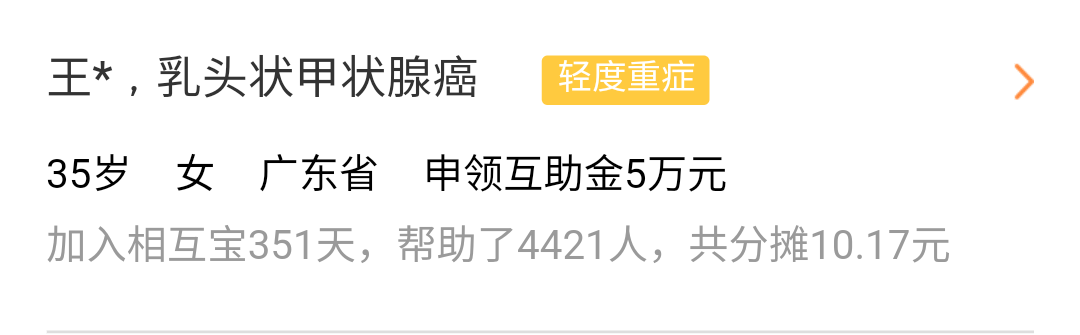 王*，乳头状甲状腺癌 轻度重症
35岁 女 广东省 申领互助金5万元
加入相互宝351天，帮助了4421人，共分摊10.17元